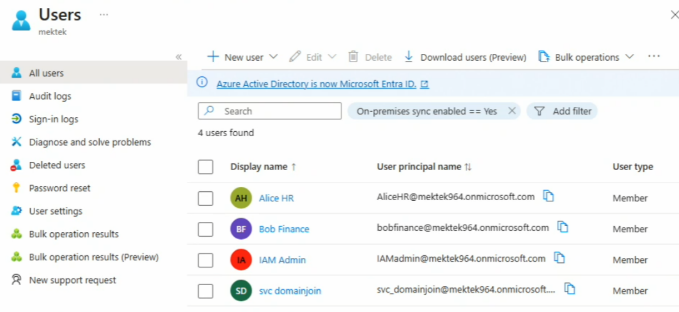 Users ...
mektek
All users
Audit logs
Sign-in logs
Diagnose and solve problems
Deleted users
Password reset
User settings
Bulk operation results
Bulk operation results (Preview)
New support request
New user Edit Delete Download users (Preview) Bulk operations ...
Azure Active Directory is now Microsoft Entra ID.
Search On-premises sync enabled == Yes Add filter
4 users found
Display name User principal name User type
AH Alice HR AliceHR@mektek964.onmicrosoft.com Member
BF Bob Finance bobfinance@mektek964.onmicrosoft.com Member
IA IAM Admin IAMadmin@mektek964.onmicrosoft.com Member
SD svc domainjoin svc_domainjoin@mektek964.onmicrosoft.... Member